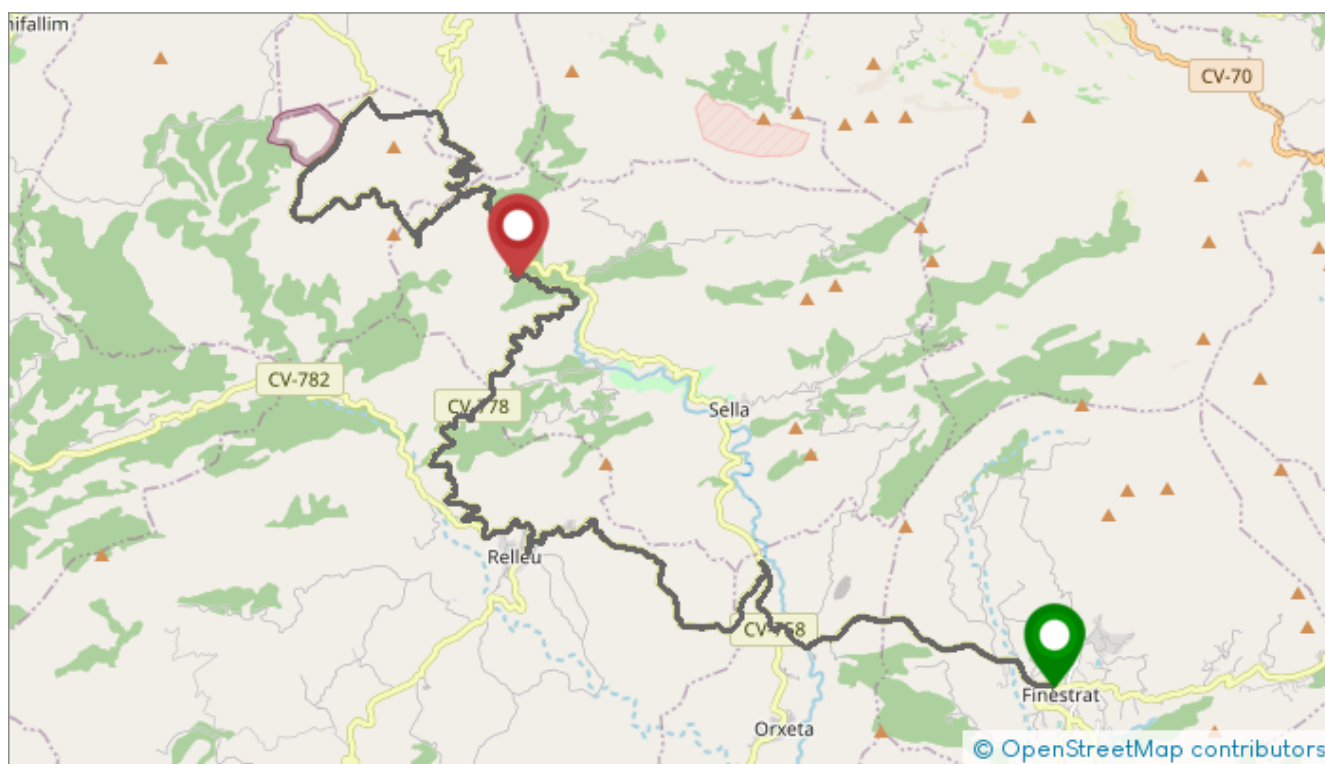 nifallim
CV-70
CV-782
CV-778
Sella
Relleu
CV-758
Finestrat
Orxeta
© OpenStreetMap contributors